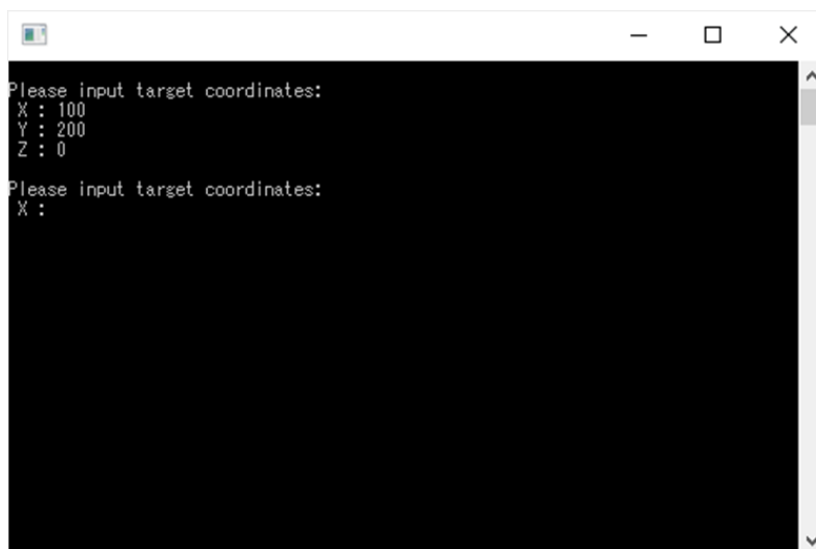 Please input target coordinates:
X : 100
Y : 200
Z : 0
Please input target coordinates:
X :